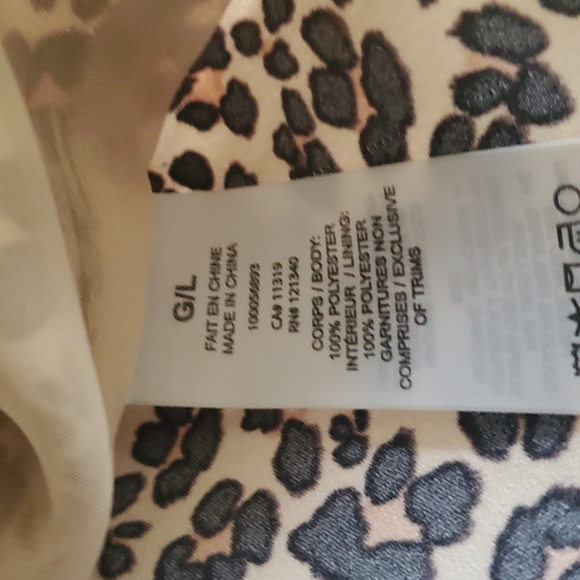 G/L
FAIT EN CHINE
MADE IN CHINA
CA# 11319
RN# 121340
CORPS / BODY:
100% POLYESTER
INTÉRIEUR / LINING:
100% POLYESTER
GARNITURES NON
COMPRISES / EXCLUSIVE
OF TRIMS